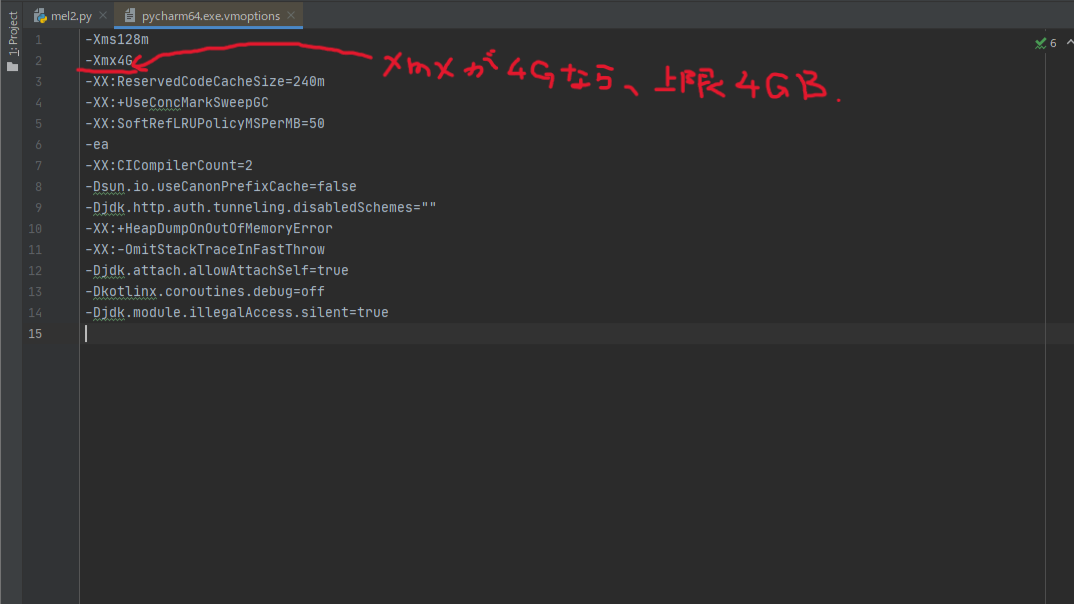 1: Project
mel2.py
pycharm64.exe.vmoptions
6
1 -Xms128m
2 -Xmx4G
XmXが4Gなら、上限4GB.
3 -XX:ReservedCodeCacheSize=240m
4 -XX:+UseConcMarkSweepGC
5 -XX:SoftRefLRUPolicyMSPerMB=50
6 -ea
7 -XX:CICompilerCount=2
8 -Dsun.io.useCanonPrefixCache=false
9 -Djdk.http.auth.tunneling.disabledSchemes=""
10 -XX:+HeapDumpOnOutOfMemoryError
11 -XX:-OmitStackTraceInFastThrow
12 -Djdk.attach.allowAttachSelf=true
13 -Dkotlinx.coroutines.debug=off
14 -Djdk.module.illegalAccess.silent=true
15